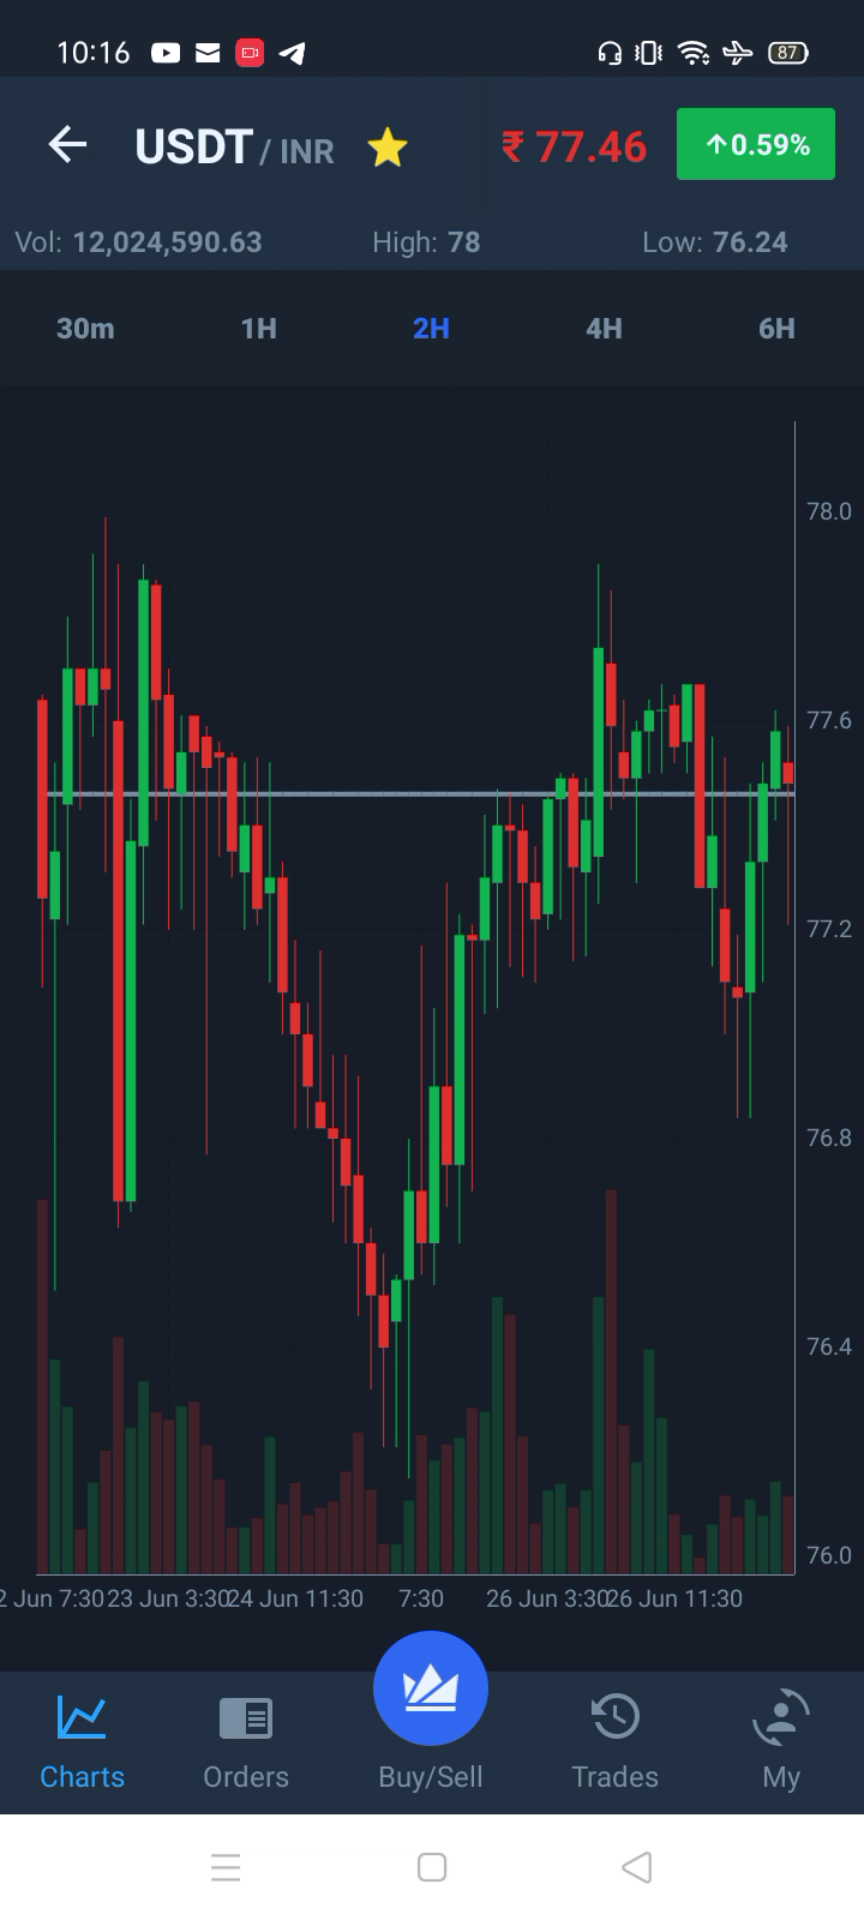 10:16 87
USDT / INR ₹ 77.46 ↑0.59%
Vol: 12,024,590.63 High: 78 Low: 76.24
30m 1H 2H 4H 6H
78.0
77.6
77.2
76.8
76.4
76.0
2 Jun 7:30 23 Jun 3:30 24 Jun 11:30 7:30 26 Jun 3:30 26 Jun 11:30
Charts Orders Buy/Sell Trades My